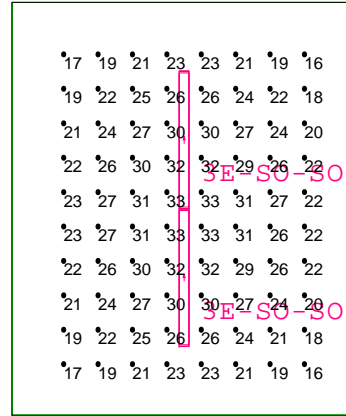 17 19 21 23 23 21 19 16
19 22 25 26 26 24 22 18
21 24 27 30 30 27 24 20
22 26 30 32 32 29 26 22
3E-SO-SO
23 27 31 33 33 31 27 22
23 27 31 33 33 31 26 22
22 26 30 32 32 29 26 22
21 24 27 30 30 27 24 20
3E-SO-SO
19 22 25 26 26 24 21 18
17 19 21 23 23 21 19 16